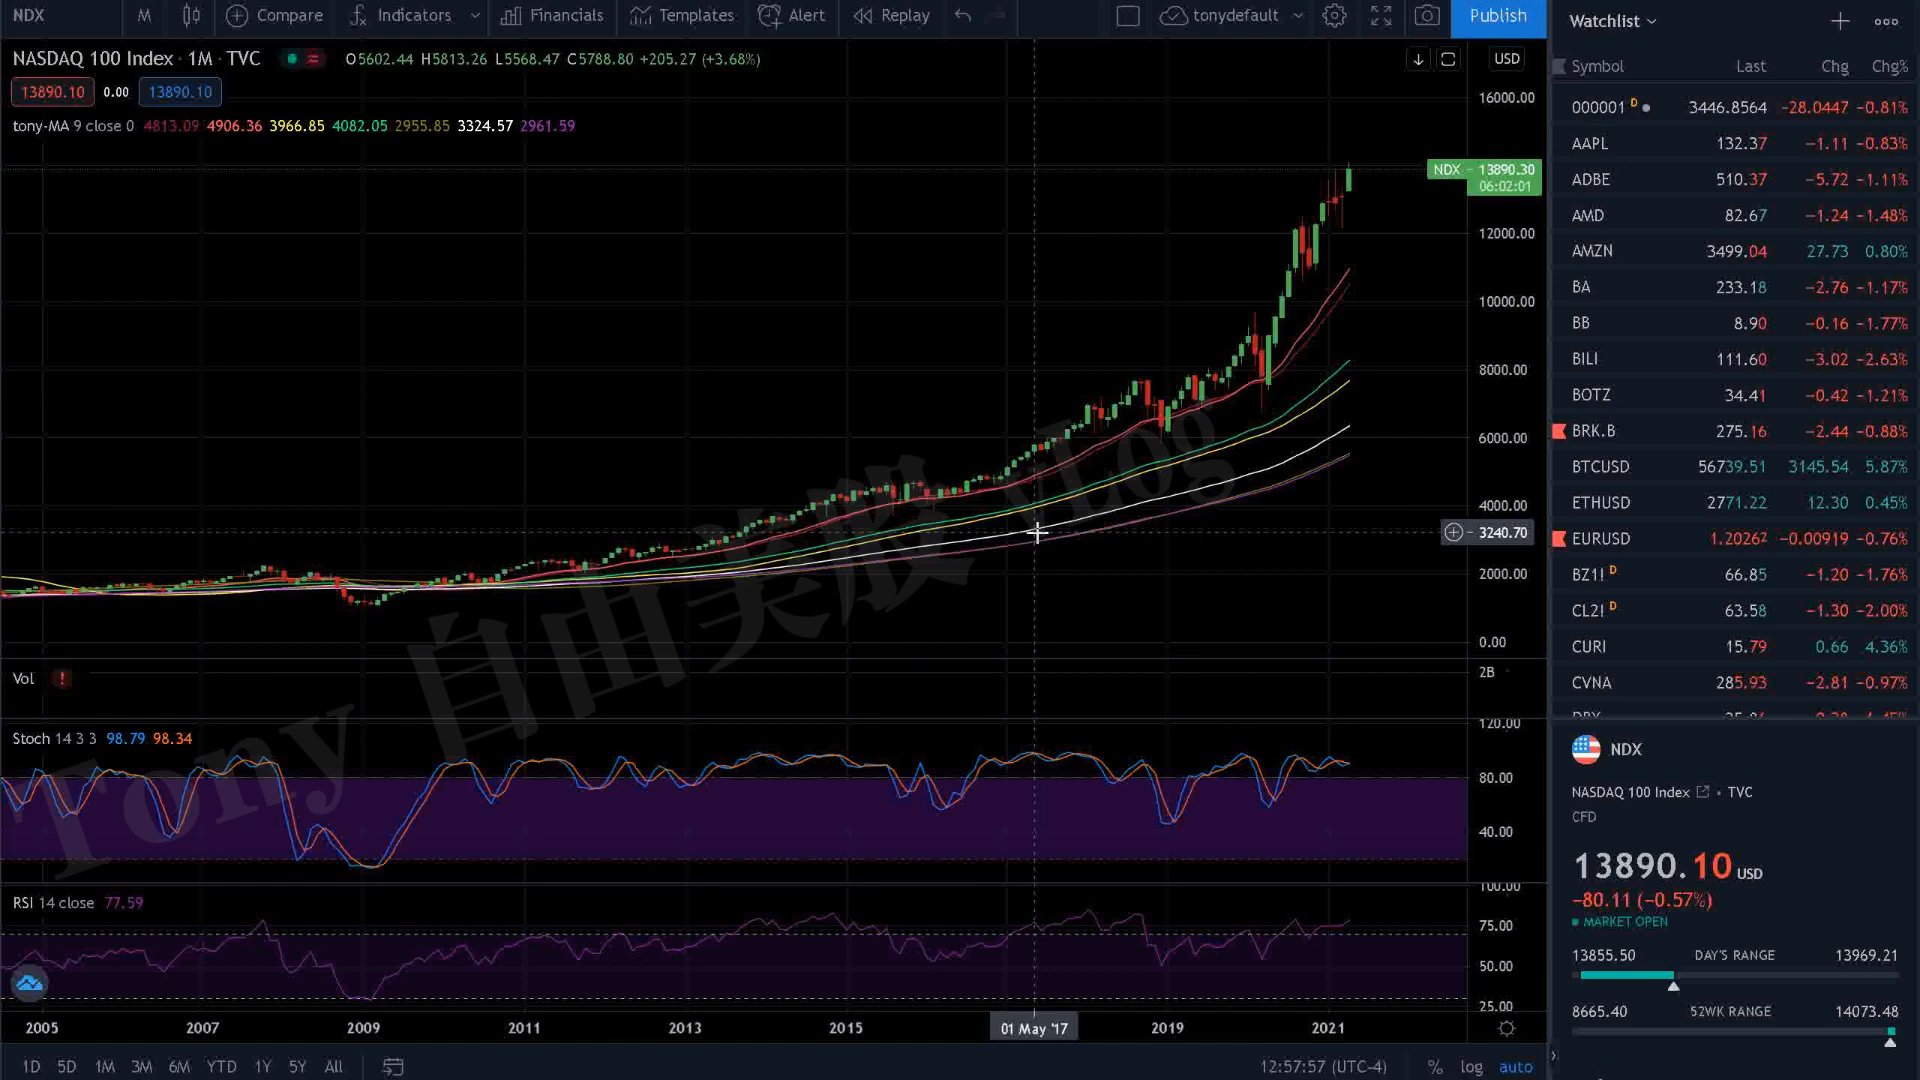 NDX M Compare Indicators Financials Templates Alert Replay tonydefault Publish
NASDAQ 100 Index · 1M · TVC O5602.44 H5813.26 L5568.47 C5788.80 +205.27 (+3.68%) USD
13890.10 0.00 13890.10
tony-MA 9 close 0 4813.09 4906.36 3966.85 4082.05 2955.85 3324.57 2961.59
16000.00
NDX 13890.30
06:02:01
12000.00
10000.00
8000.00
6000.00
4000.00
3240.70
2000.00
0.00
Tony 自由美股 vLog
Vol ! 2B
120.00
Stoch 14 3 3 98.79 98.34
80.00
40.00
100.00
RSI 14 close 77.59
75.00
50.00
25.00
2005 2007 2009 2011 2013 2015 01 May '17 2019 2021
1D 5D 1M 3M 6M YTD 1Y 5Y All 12:57:57 (UTC-4) % log auto
Watchlist
Symbol Last Chg Chg%
000001 D 3446.8564 −28.0447 −0.81%
AAPL 132.37 −1.11 −0.83%
ADBE 510.37 −5.72 −1.11%
AMD 82.67 −1.24 −1.48%
AMZN 3499.04 27.73 0.80%
BA 233.18 −2.76 −1.17%
BB 8.90 −0.16 −1.77%
BILI 111.60 −3.02 −2.63%
BOTZ 34.41 −0.42 −1.21%
BRK.B 275.16 −2.44 −0.88%
BTCUSD 56739.51 3145.54 5.87%
ETHUSD 2771.22 12.30 0.45%
EURUSD 1.20262 −0.00919 −0.76%
BZ1! D 66.85 −1.20 −1.76%
CL2! D 63.58 −1.30 −2.00%
CURI 15.79 0.66 4.36%
CVNA 285.93 −2.81 −0.97%
NDX
NASDAQ 100 Index · TVC
CFD
13890.10 USD
−80.11 (−0.57%)
MARKET OPEN
13855.50 DAY'S RANGE 13969.21
8665.40 52WK RANGE 14073.48